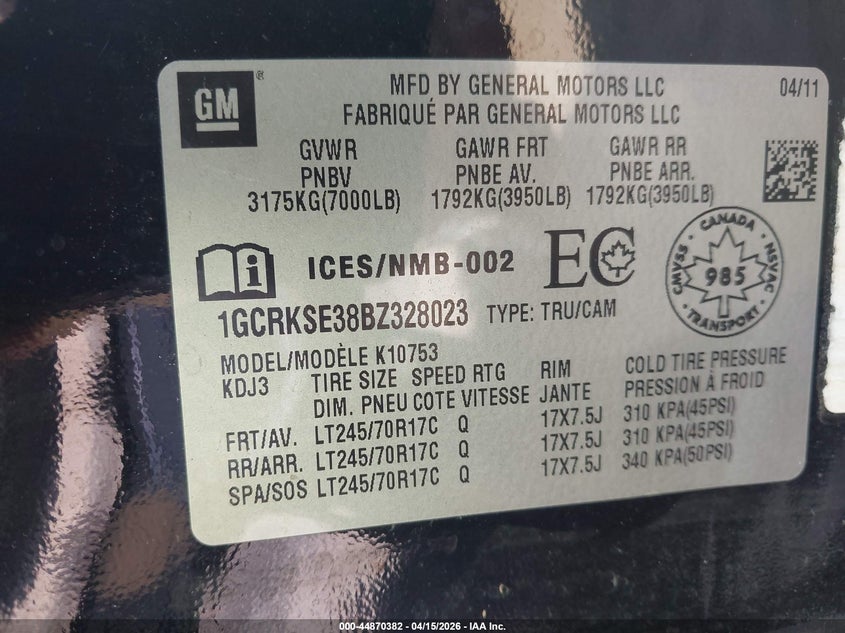 GM ®
MFD BY GENERAL MOTORS LLC 04/11
FABRIQUÉ PAR GENERAL MOTORS LLC
GVWR GAWR FRT GAWR RR
PNBV PNBE AV. PNBE ARR.
3175KG(7000LB) 1792KG(3950LB) 1792KG(3950LB)
i ICES/NMB-002 EC
CANADA
CMVSS 985 NSVAC
TRANSPORT
1GCRKSE38BZ328023 TYPE: TRU/CAM
MODEL/MODÈLE K10753
KDJ3 TIRE SIZE SPEED RTG RIM COLD TIRE PRESSURE
DIM. PNEU COTE VITESSE JANTE PRESSION À FROID
FRT/AV. LT245/70R17C Q 17X7.5J 310 KPA(45PSI)
RR/ARR. LT245/70R17C Q 17X7.5J 310 KPA(45PSI)
SPA/SOS LT245/70R17C Q 17X7.5J 340 KPA(50PSI)
000-44870382 - 04/15/2026 - IAA Inc.